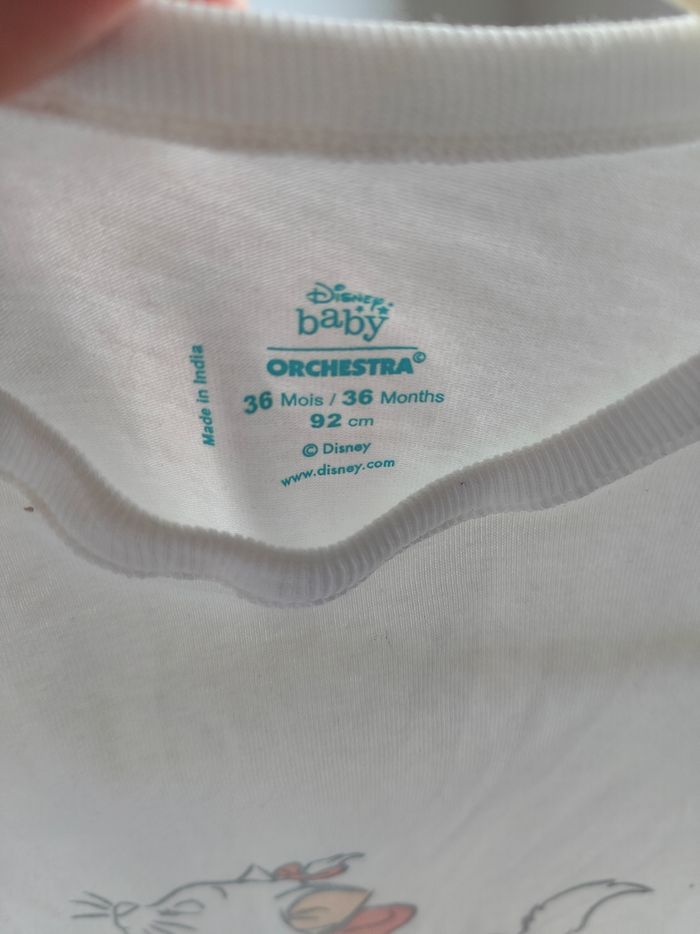 Disney
baby
ORCHESTRA©
36 Mois / 36 Months
92 cm
© Disney
www.disney.com
Made in India